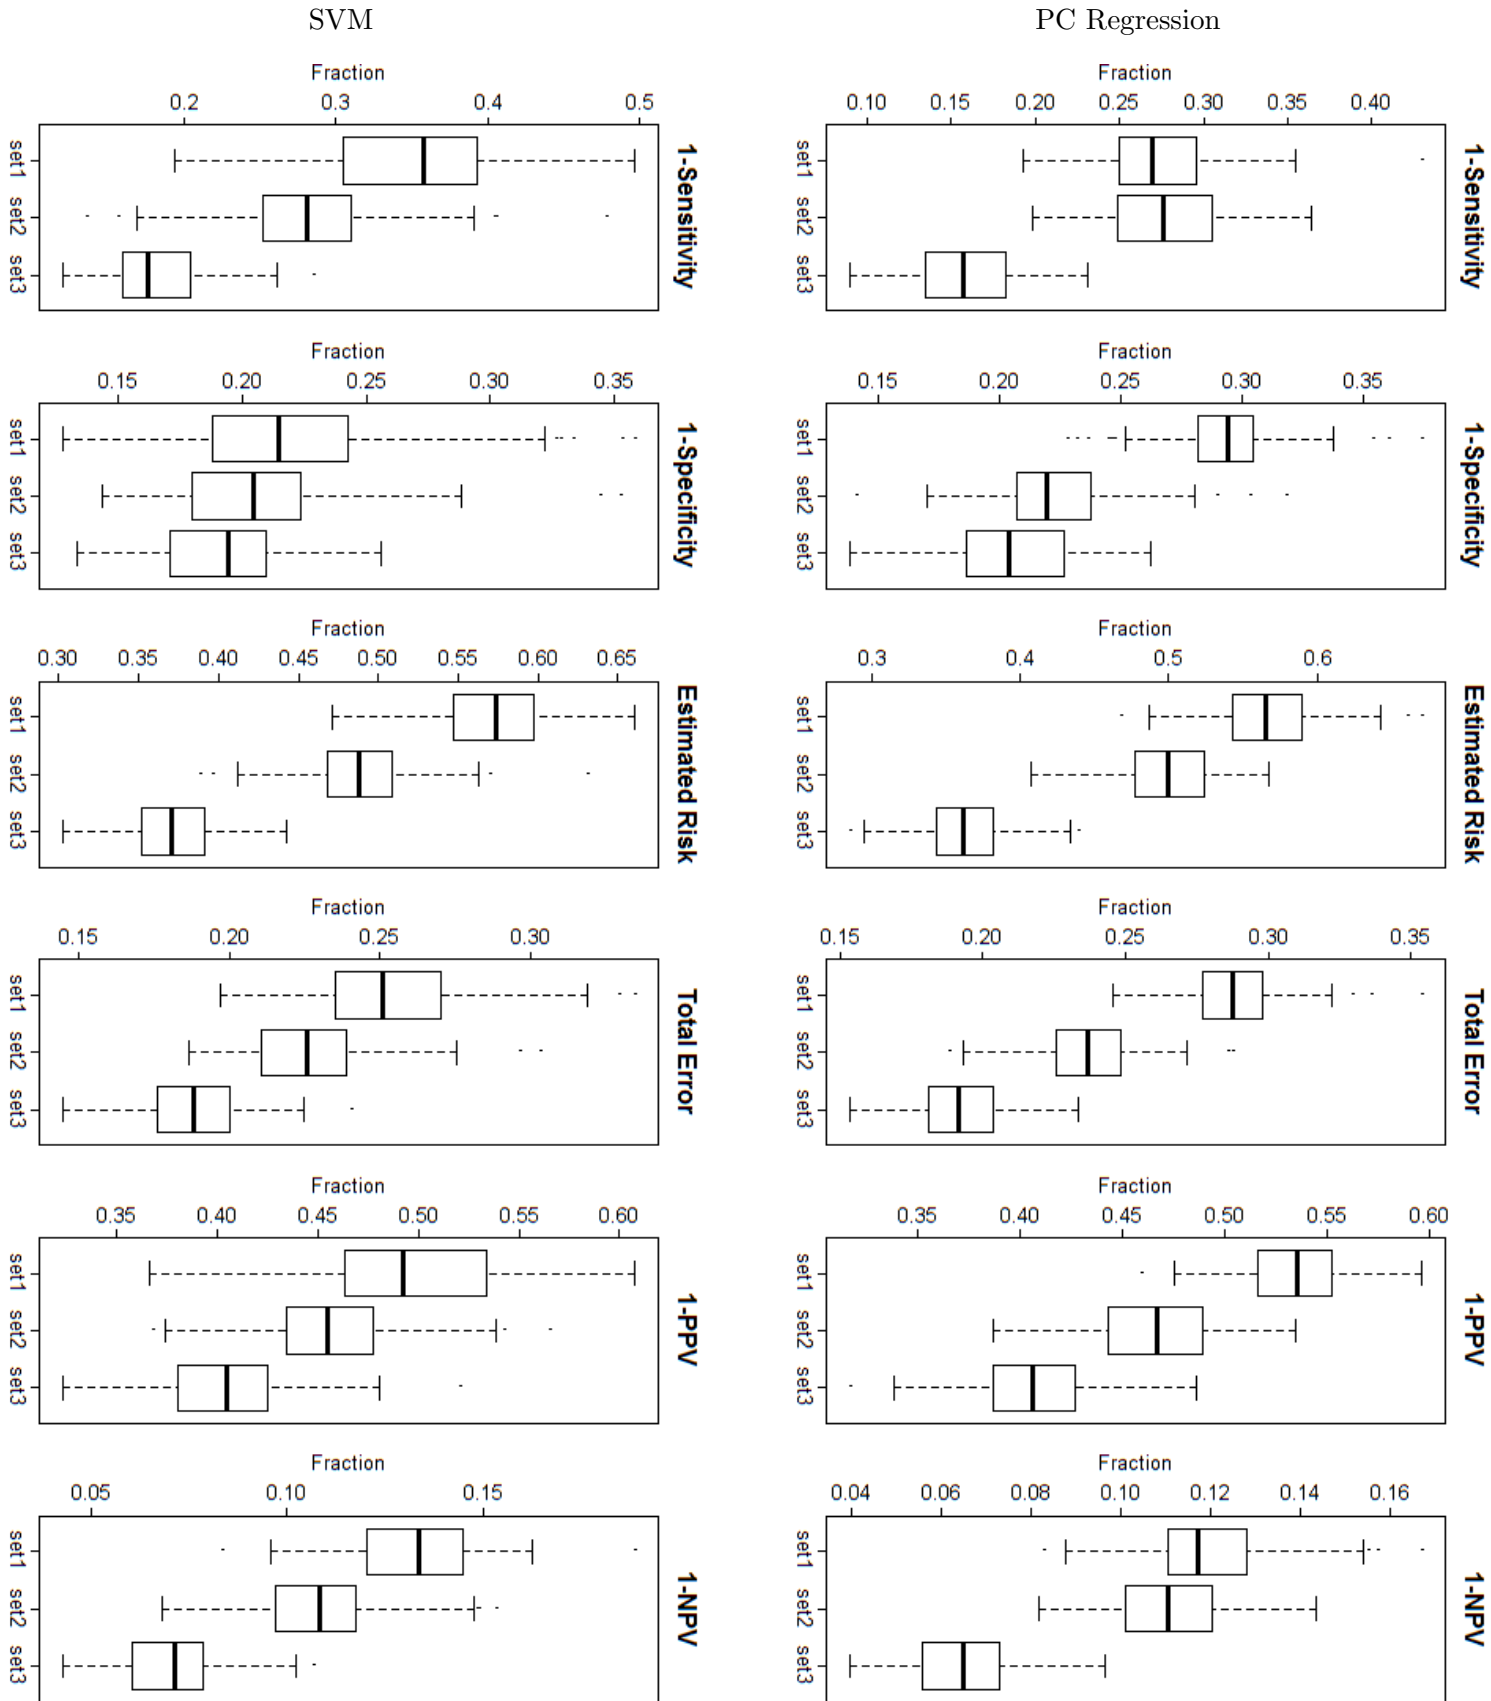 SVM
PC Regression
Fraction
0.2 0.3 0.4 0.5
set1
set2
set3
1-Sensitivity
Fraction
0.10 0.15 0.20 0.25 0.30 0.35 0.40
set1
set2
set3
1-Sensitivity
Fraction
0.15 0.20 0.25 0.30 0.35
set1
set2
set3
1-Specificity
Fraction
0.15 0.20 0.25 0.30 0.35
set1
set2
set3
1-Specificity
Fraction
0.30 0.35 0.40 0.45 0.50 0.55 0.60 0.65
set1
set2
set3
Estimated Risk
Fraction
0.3 0.4 0.5 0.6
set1
set2
set3
Estimated Risk
Fraction
0.15 0.20 0.25 0.30
set1
set2
set3
Total Error
Fraction
0.15 0.20 0.25 0.30 0.35
set1
set2
set3
Total Error
Fraction
0.35 0.40 0.45 0.50 0.55 0.60
set1
set2
set3
1-PPV
Fraction
0.35 0.40 0.45 0.50 0.55 0.60
set1
set2
set3
1-PPV
Fraction
0.05 0.10 0.15
set1
set2
set3
1-NPV
Fraction
0.04 0.06 0.08 0.10 0.12 0.14 0.16
set1
set2
set3
1-NPV